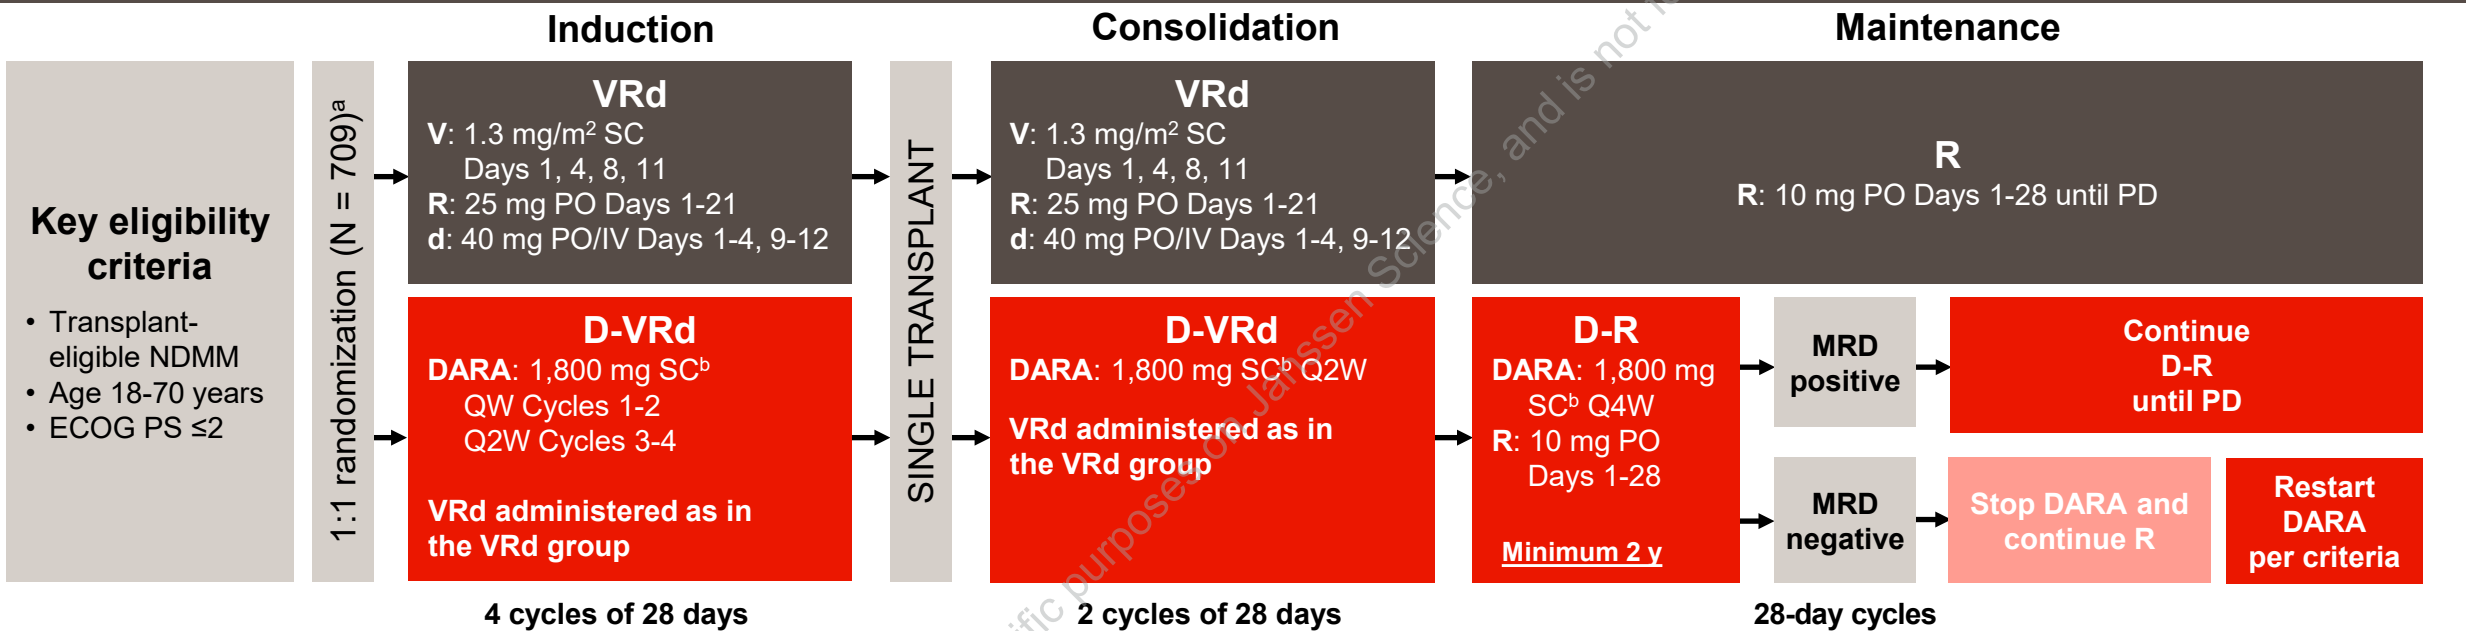 Induction
Consolidation
Maintenance
Key eligibility
criteria
• Transplant-
eligible NDMM
• Age 18-70 years
• ECOG PS ≤2
1:1 randomization (N = 709)ᵃ
VRd
V: 1.3 mg/m² SC
Days 1, 4, 8, 11
R: 25 mg PO Days 1-21
d: 40 mg PO/IV Days 1-4, 9-12
SINGLE TRANSPLANT
VRd
V: 1.3 mg/m² SC
Days 1, 4, 8, 11
R: 25 mg PO Days 1-21
d: 40 mg PO/IV Days 1-4, 9-12
R
R: 10 mg PO Days 1-28 until PD
D-VRd
DARA: 1,800 mg SCᵇ
QW Cycles 1-2
Q2W Cycles 3-4
VRd administered as in
the VRd group
D-VRd
DARA: 1,800 mg SCᵇ Q2W
VRd administered as in
the VRd group
D-R
DARA: 1,800 mg
SCᵇ Q4W
R: 10 mg PO
Days 1-28
Minimum 2 y
MRD
positive
Continue
D-R
until PD
MRD
negative
Stop DARA and
continue R
Restart
DARA
per criteria
4 cycles of 28 days
2 cycles of 28 days
28-day cycles
purposes on Janssen Science, and is not